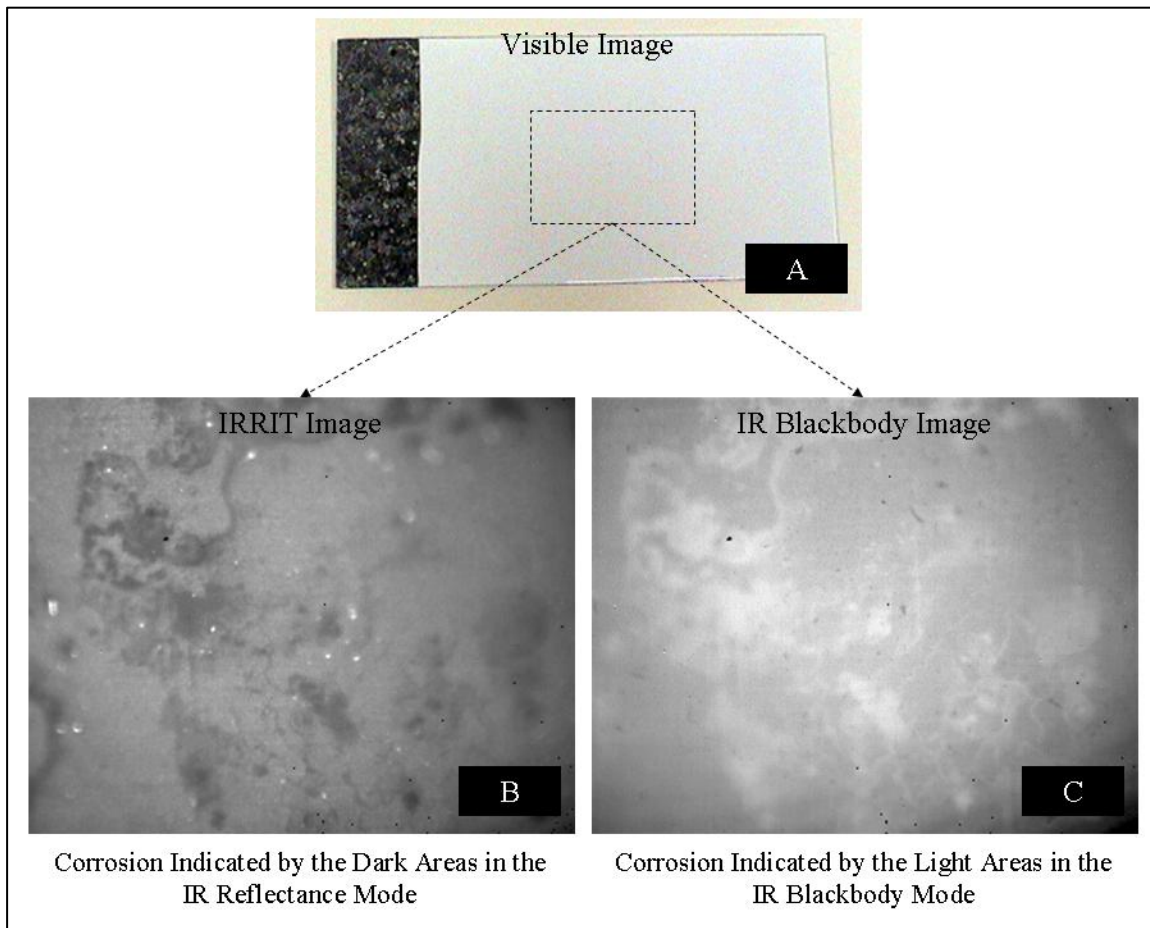 Visible Image
A
IRRIT Image
IR Blackbody Image
B
C
Corrosion Indicated by the Dark Areas in the
IR Reflectance Mode
Corrosion Indicated by the Light Areas in the
IR Blackbody Mode